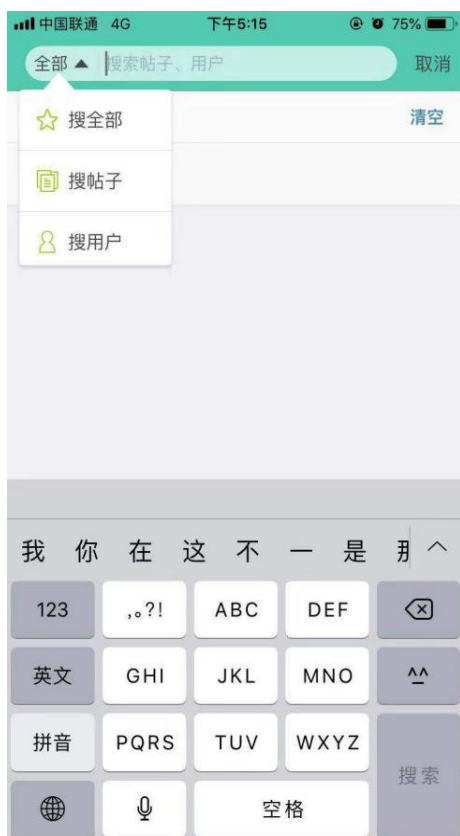 中国联通 4G 下午5:15 75%
全部 搜索帖子、用户 取消
搜全部 清空
搜帖子
搜用户
我 你 在 这 不 一 是 那
123 ,。?! ABC DEF
英文 GHI JKL MNO ^^
拼音 PQRS TUV WXYZ
搜索
空格